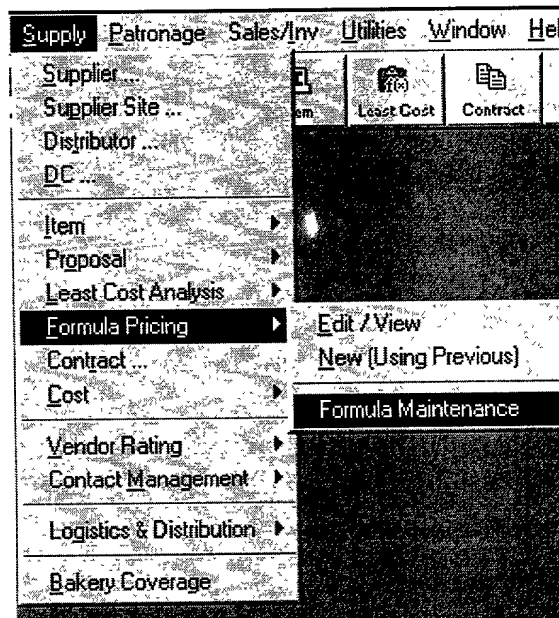 Supply Patronage Sales/Inv Utilities Window Hel
Supplier ...
Supplier Site ...
Distributor ...
DC ...
em Least Cost Contract
Item
Proposal
Least Cost Analysis
Formula Pricing
Edit / View
Contract ...
New (Using Previous)
Cost
Formula Maintenance
Vendor Rating
Contact Management
Logistics & Distribution
Bakery Coverage